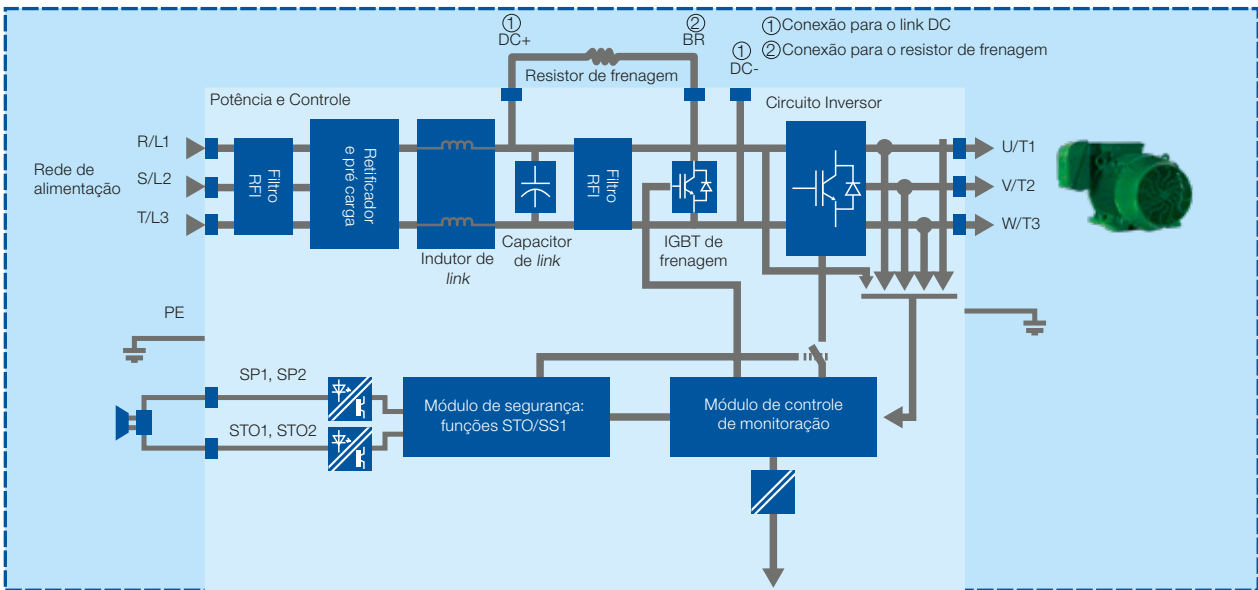 ① DC+
② BR
① DC-
①Conexão para o link DC
②Conexão para o resistor de frenagem
Resistor de frenagem
Potência e Controle
Circuito Inversor
Rede de
alimentação
R/L1
S/L2
T/L3
Filtro
RFI
Retificador
e pré carga
Indutor de
link
Capacitor
de link
Filtro
RFI
IGBT de
frenagem
U/T1
V/T2
W/T3
PE
SP1, SP2
STO1, STO2
Módulo de segurança:
funções STO/SS1
Módulo de controle
de monitoração